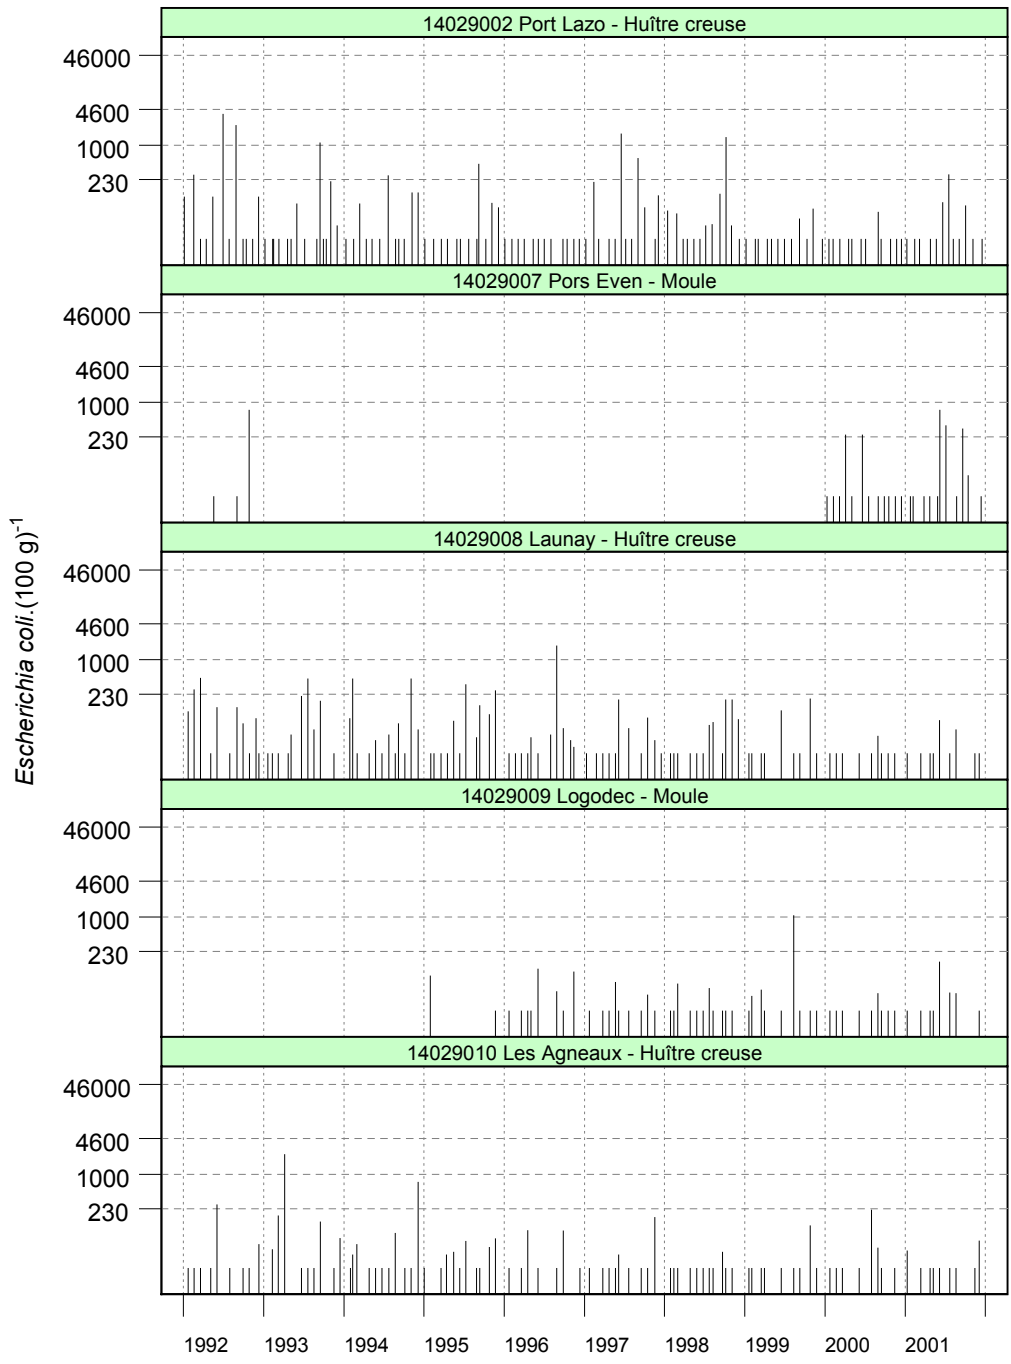 14029002 Port Lazo - Huître creuse
46000
4600
1000
230
14029007 Pors Even - Moule
46000
4600
1000
230
14029008 Launay - Huître creuse
46000
4600
1000
230
14029009 Logodec - Moule
46000
4600
1000
230
14029010 Les Agneaux - Huître creuse
46000
4600
1000
230
Escherichia coli.(100 g)⁻¹
1992 1993 1994 1995 1996 1997 1998 1999 2000 2001